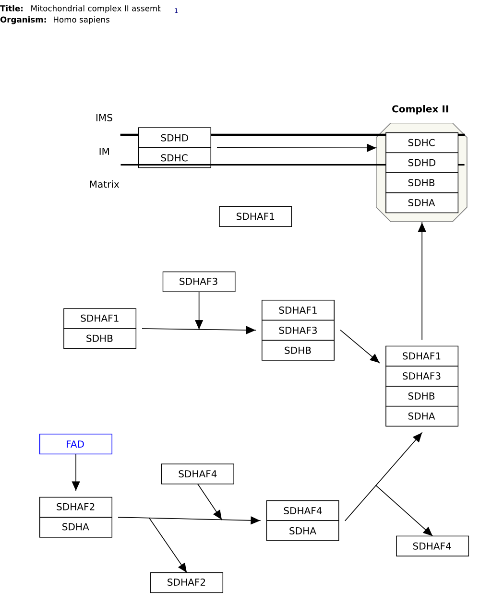 Title: Mitochondrial complex II assemt 1
Organism: Homo sapiens
Complex II
IMS
SDHD
SDHC
IM
SDHC
SDHD
Matrix
SDHB
SDHA
SDHAF1
SDHAF3
SDHAF1
SDHB
SDHAF1
SDHAF3
SDHB
SDHAF1
SDHAF3
SDHB
SDHA
FAD
SDHAF4
SDHAF2
SDHA
SDHAF4
SDHA
SDHAF4
SDHAF2